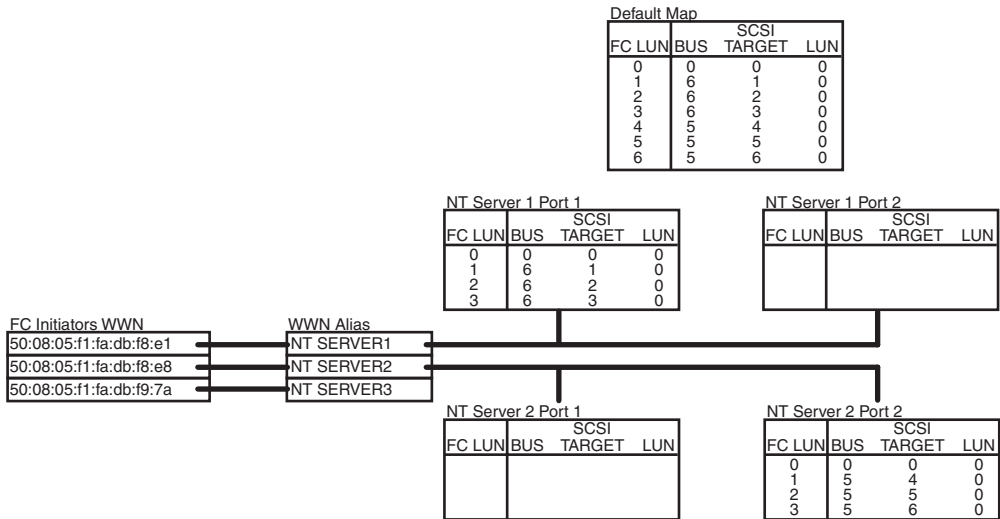 Default Map
SCSI
FC LUN BUS TARGET LUN
0 0 0 0
1 6 1 0
2 6 2 0
3 6 3 0
4 5 4 0
5 5 5 0
6 5 6 0
NT Server 1 Port 1
SCSI
FC LUN BUS TARGET LUN
0 0 0 0
1 6 1 0
2 6 2 0
3 6 3 0
NT Server 1 Port 2
SCSI
FC LUN BUS TARGET LUN
FC Initiators WWN
50:08:05:f1:fa:db:f8:e1
50:08:05:f1:fa:db:f8:e8
50:08:05:f1:fa:db:f9:7a
WWN Alias
NT SERVER1
NT SERVER2
NT SERVER3
NT Server 2 Port 1
SCSI
FC LUN BUS TARGET LUN
NT Server 2 Port 2
SCSI
FC LUN BUS TARGET LUN
0 0 0 0
1 5 4 0
2 5 5 0
3 5 6 0